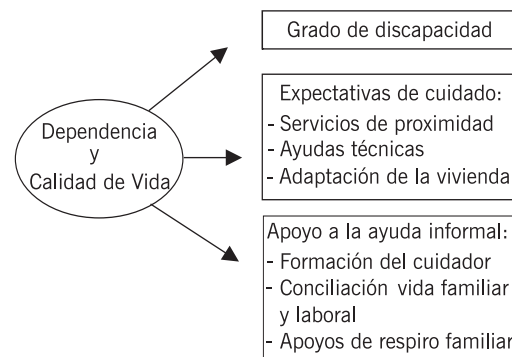 Dependencia
y
Calidad de Vida
Grado de discapacidad
Expectativas de cuidado:
- Servicios de proximidad
- Ayudas técnicas
- Adaptación de la vivienda
Apoyo a la ayuda informal:
- Formación del cuidador
- Conciliación vida familiar
y laboral
- Apoyos de respiro familiar